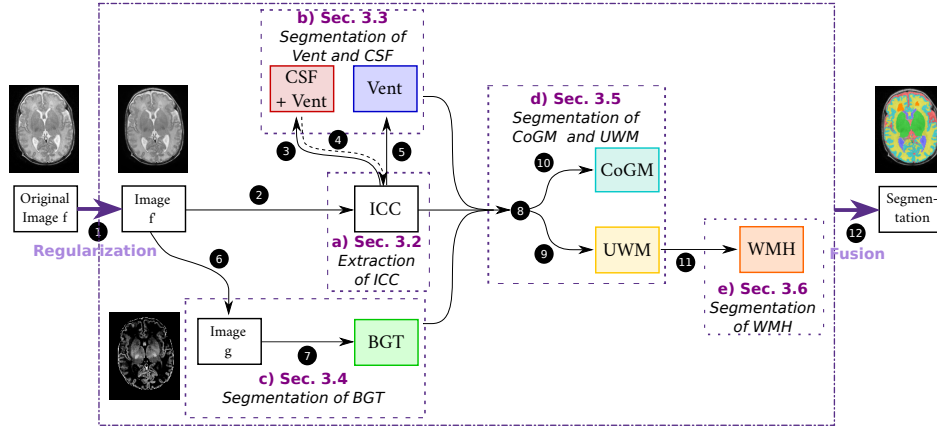 b) Sec. 3.3
Segmentation of
Vent and CSF
CSF
+ Vent
Vent
3
4
5
d) Sec. 3.5
Segmentation of
CoGM and UWM
10
CoGM
Original
Image f
1
Regularization
Image
f'
2
ICC
a) Sec. 3.2
Extraction
of ICC
8
9
UWM
11
WMH
e) Sec. 3.6
Segmentation
of WMH
12
Fusion
Segmen-
tation
6
Image
g
7
BGT
c) Sec. 3.4
Segmentation of BGT